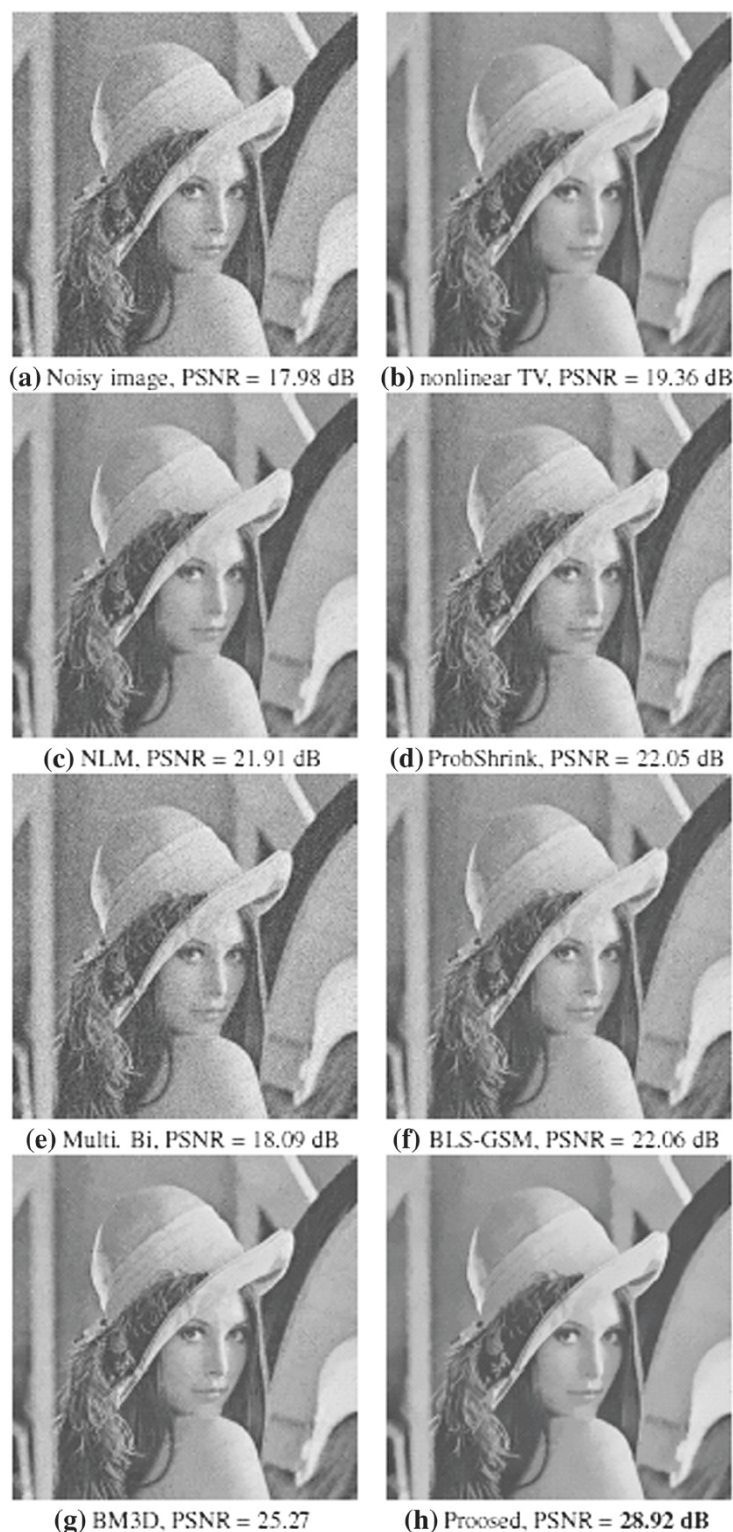 (a) Noisy image, PSNR = 17.98 dB
(b) nonlinear TV, PSNR = 19.36 dB
(c) NLM, PSNR = 21.91 dB
(d) ProbShrink, PSNR = 22.05 dB
(e) Multi. Bi, PSNR = 18.09 dB
(f) BLS-GSM, PSNR = 22.06 dB
(g) BM3D, PSNR = 25.27
(h) Proosed, PSNR = 28.92 dB